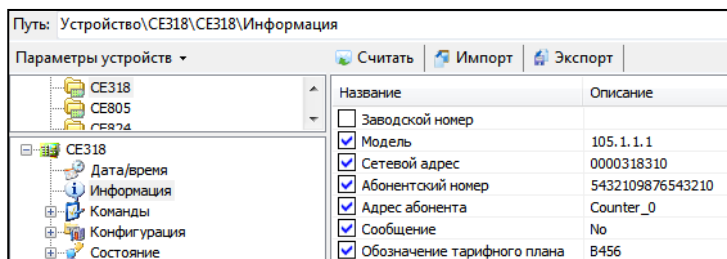 Путь: Устройство\CE318\CE318\Информация
Параметры устройств
Считать Импорт Экспорт
CE318
CE805
CE824
CE318
Дата/время
Информация
Команды
Конфигурация
Состояние
Название Описание
Заводской номер
Модель 105.1.1.1
Сетевой адрес 0000318310
Абонентский номер 5432109876543210
Адрес абонента Counter_0
Сообщение No
Обозначение тарифного плана B456